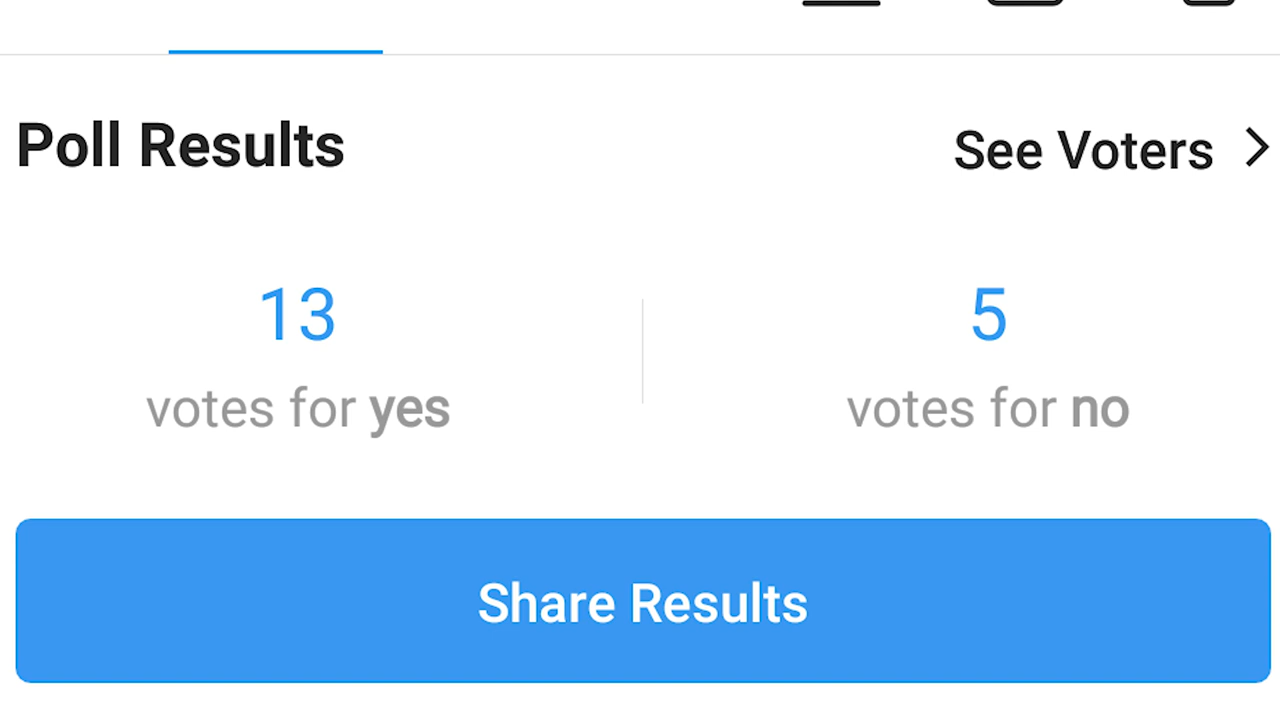 Poll Results
See Voters
13
votes for yes
5
votes for no
Share Results